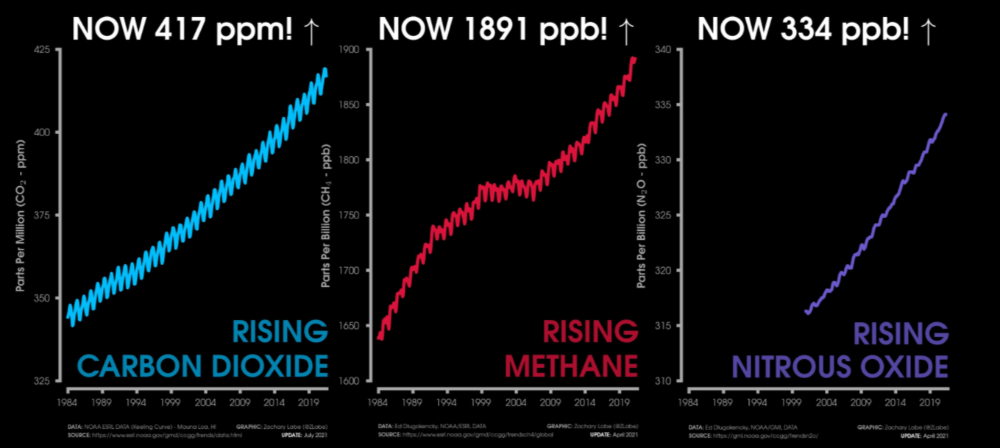 NOW 417 ppm! ↑
425
400
375
350
325
Parts Per Million (CO₂ - ppm)
RISING
CARBON DIOXIDE
1984 1989 1994 1999 2004 2009 2014 2019
DATA: NOAA ESRL DATA (Keeling Curve) - Mauna Loa, HI GRAPHIC: Zachary Labe (@ZLabe)
SOURCE: https://www.esrl.noaa.gov/gmd/ccgg/trends/data.html UPDATE: July 2021
NOW 1891 ppb! ↑
1900
1850
1800
1750
1700
1650
1600
Parts Per Billion (CH₄ - ppb)
RISING
METHANE
1984 1989 1994 1999 2004 2009 2014 2019
DATA: Ed Dlugokencky, NOAA/ESRL DATA GRAPHIC: Zachary Labe (@ZLabe)
SOURCE: https://www.esrl.noaa.gov/gmd/ccgg/trendsch4/global UPDATE: April 2021
NOW 334 ppb! ↑
340
335
330
325
320
315
310
Parts Per Billion (N₂O - ppb)
RISING
NITROUS OXIDE
1984 1989 1994 1999 2004 2009 2014 2019
DATA: Ed Dlugokencky, NOAA/GML DATA GRAPHIC: Zachary Labe (@ZLabe)
SOURCE: https://gml.noaa.gov/ccgg/trendsn2o/ UPDATE: April 2021